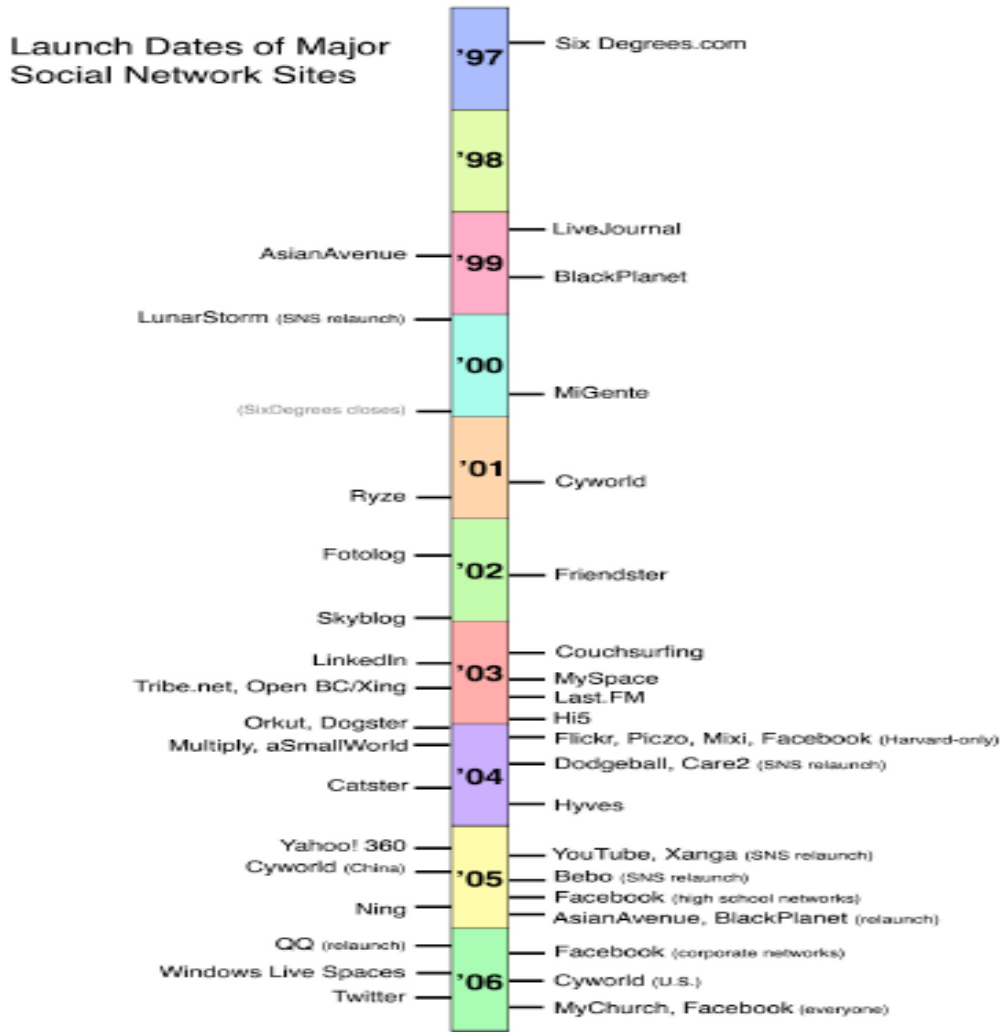 Launch Dates of Major
Social Network Sites
'97
Six Degrees.com
'98
LiveJournal
AsianAvenue
'99
BlackPlanet
LunarStorm (SNS relaunch)
'00
MiGente
(SixDegrees closes)
'01
Cyworld
Ryze
Fotolog
'02
Friendster
Skyblog
Couchsurfing
LinkedIn
'03
MySpace
Tribe.net, Open BC/Xing
Last.FM
Hi5
Orkut, Dogster
Flickr, Piczo, Mixi, Facebook (Harvard-only)
Multiply, aSmallWorld
Dodgeball, Care2 (SNS relaunch)
'04
Catster
Hyves
Yahoo! 360
YouTube, Xanga (SNS relaunch)
Cyworld (China)
'05
Bebo (SNS relaunch)
Facebook (high school networks)
Ning
AsianAvenue, BlackPlanet (relaunch)
QQ (relaunch)
Facebook (corporate networks)
Windows Live Spaces
'06
Cyworld (U.S.)
Twitter
MyChurch, Facebook (everyone)